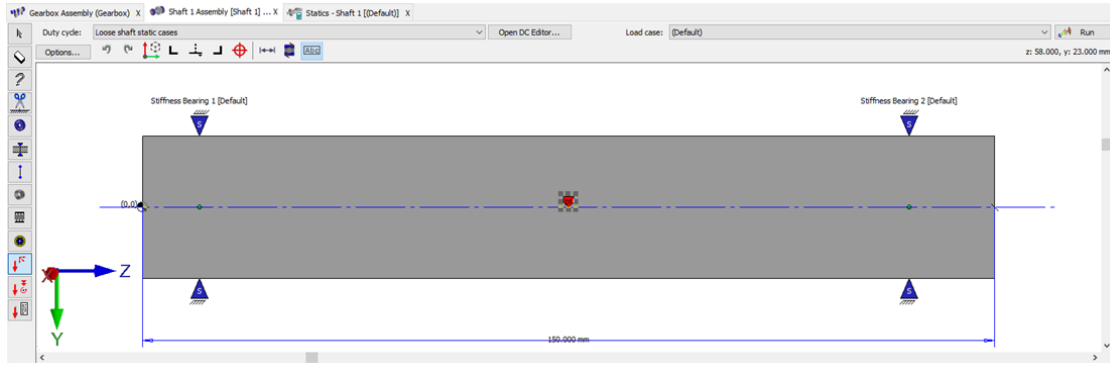 Gearbox Assembly (Gearbox) X Shaft 1 Assembly [Shaft 1] ... X Statics - Shaft 1 [(Default)] X
Duty cycle: Loose shaft static cases Open DC Editor... Load case: (Default) Run
Options... Abc z: 58.000, y: 23.000 mm
Stiffness Bearing 1 [Default] Stiffness Bearing 2 [Default]
S S
(0,0)
X Z
S S
Y
150.000 mm